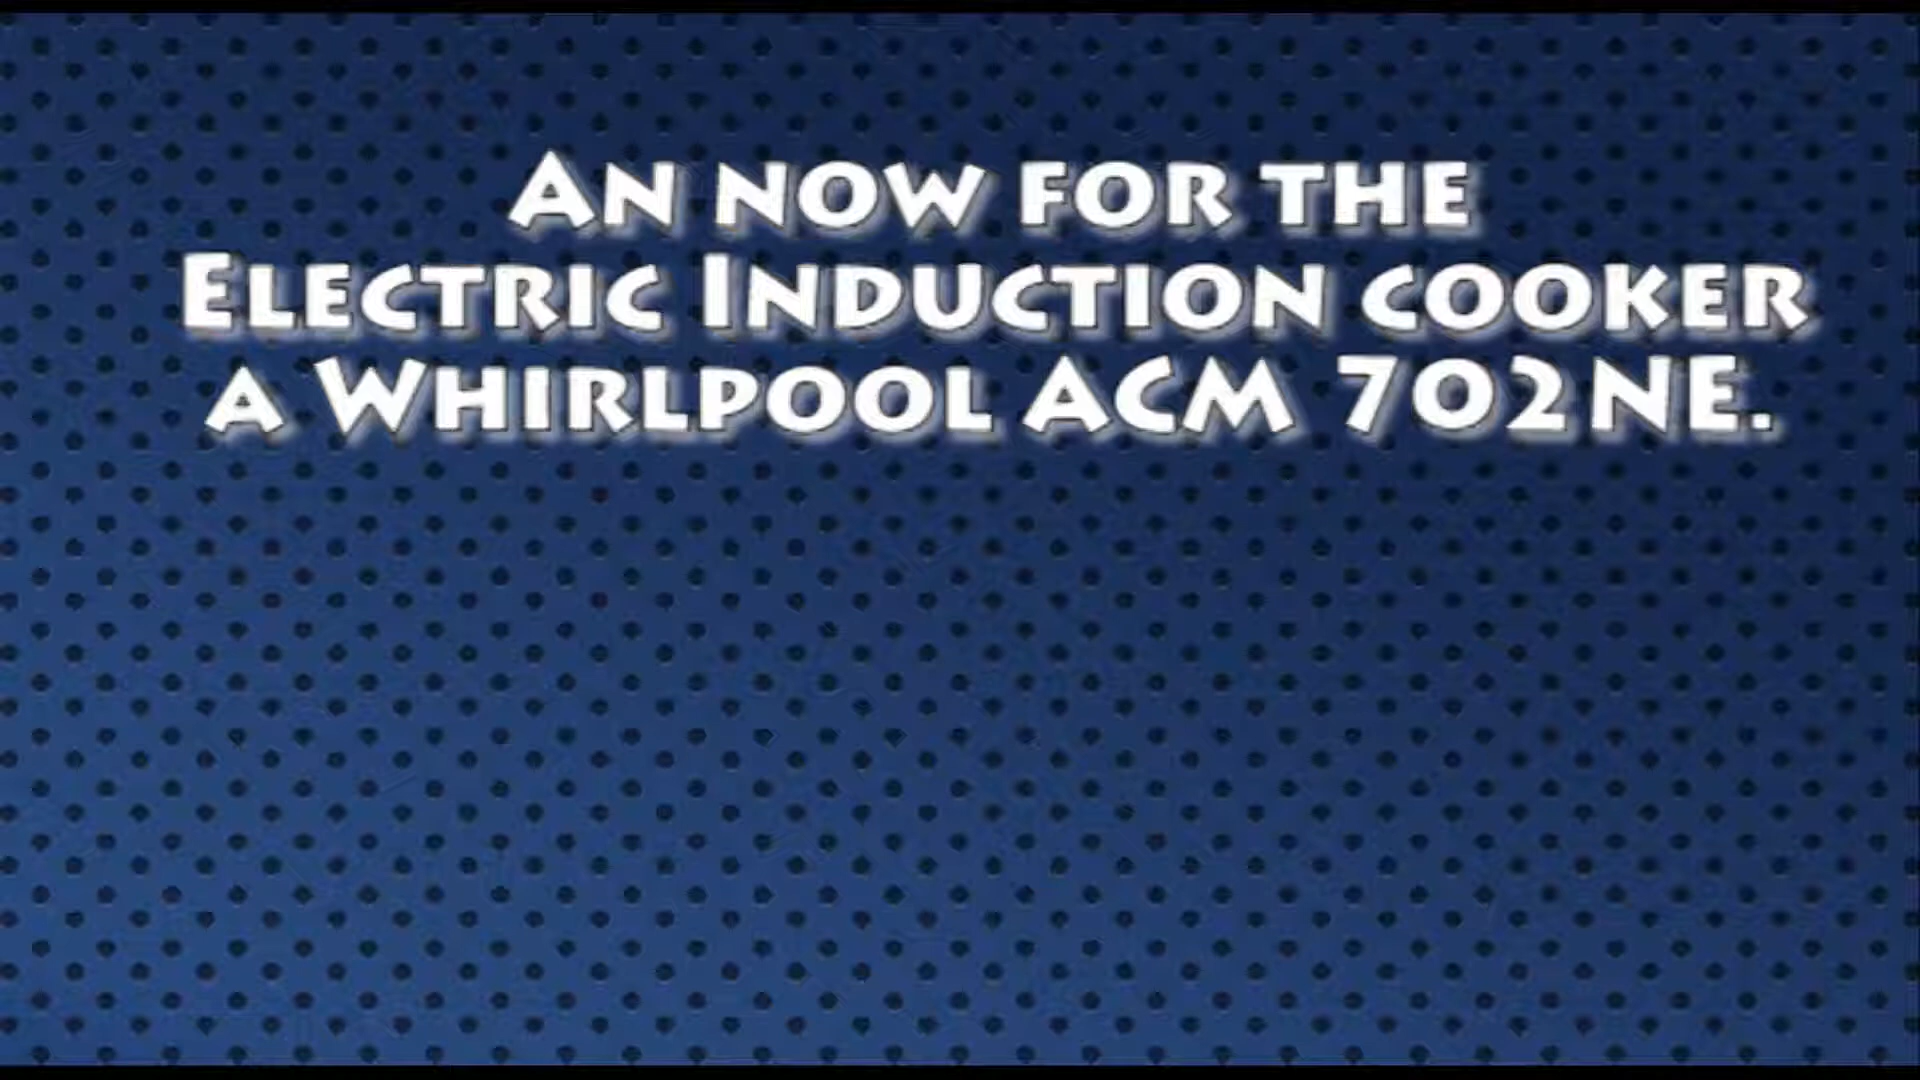 An now for the
Electric Induction cooker
a Whirlpool ACM 702NE.